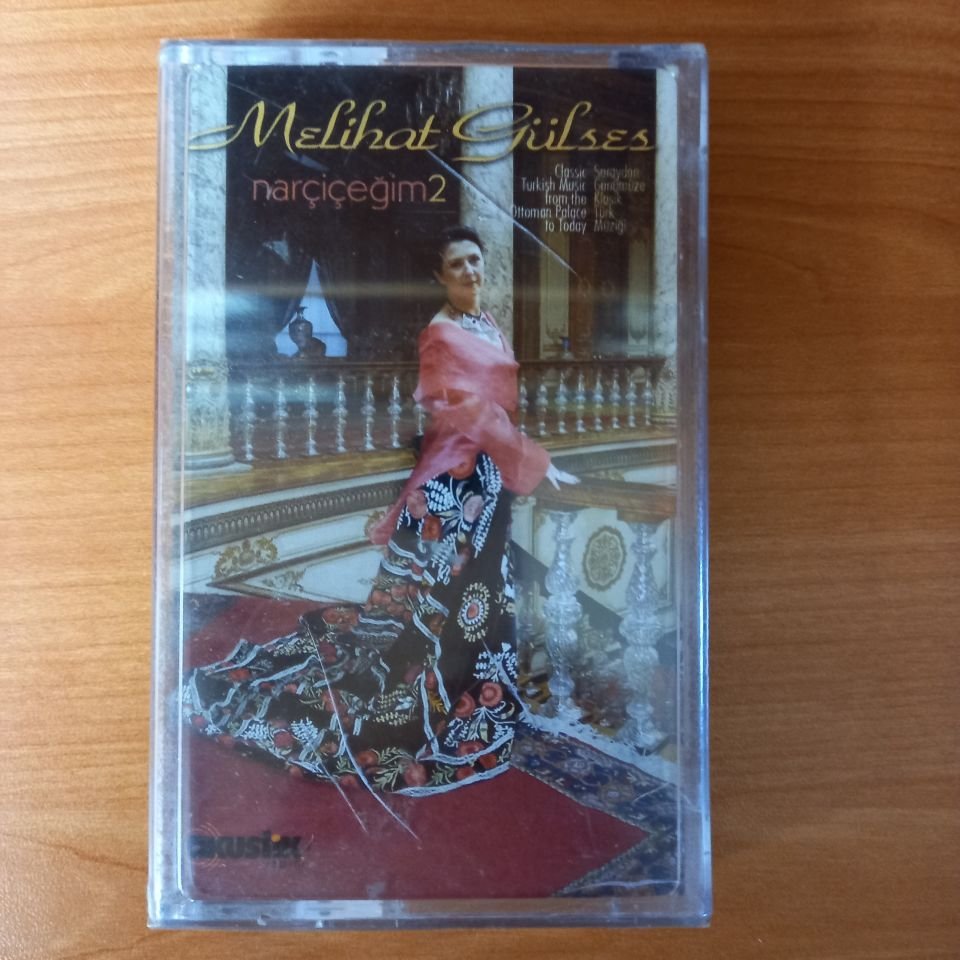 Melihat Gülses
narçiçeğim2
Classic
Turkish Music
from the
Ottoman Palace
to Today
Saraydan
Günümüze
Klasik
Türk
Müziği
akustik